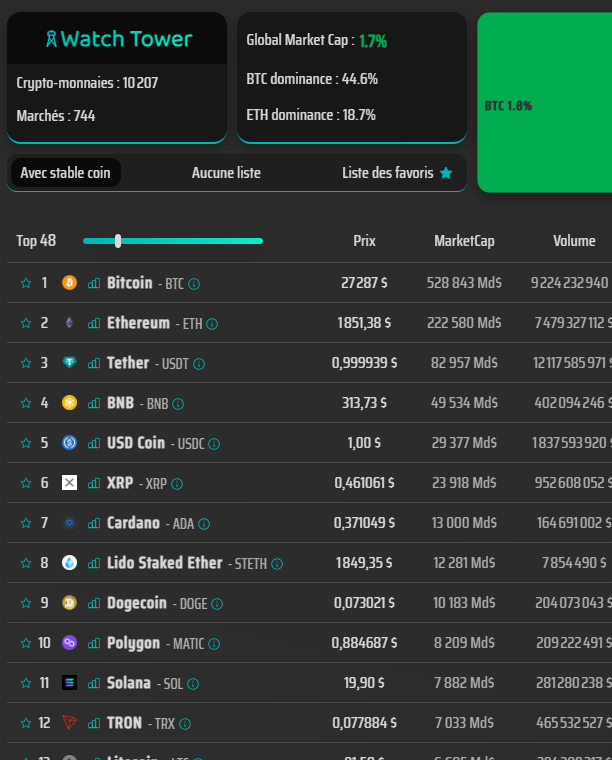 Watch Tower
Crypto-monnaies : 10 207
Marchés : 744
Global Market Cap : 1.7%
BTC dominance : 44.6%
ETH dominance : 18.7%
BTC 1.8%
Avec stable coin Aucune liste Liste des favoris
Top 48 Prix MarketCap Volume
1 Bitcoin - BTC 27 287 $ 528 843 Md$ 9 224 232 940
2 Ethereum - ETH 1 851,38 $ 222 580 Md$ 7 479 327 112 $
3 Tether - USDT 0,999939 $ 82 957 Md$ 12 117 585 971 $
4 BNB - BNB 313,73 $ 49 534 Md$ 402 094 246 $
5 USD Coin - USDC 1,00 $ 29 377 Md$ 1 837 593 920 $
6 XRP - XRP 0,461061 $ 23 918 Md$ 952 608 052 $
7 Cardano - ADA 0,371049 $ 13 000 Md$ 164 691 002 $
8 Lido Staked Ether - STETH 1 849,35 $ 12 281 Md$ 7 854 490 $
9 Dogecoin - DOGE 0,073021 $ 10 183 Md$ 204 073 043 $
10 Polygon - MATIC 0,884687 $ 8 209 Md$ 209 222 491 $
11 Solana - SOL 19,90 $ 7 882 Md$ 281 280 238 $
12 TRON - TRX 0,077884 $ 7 033 Md$ 465 532 527 $